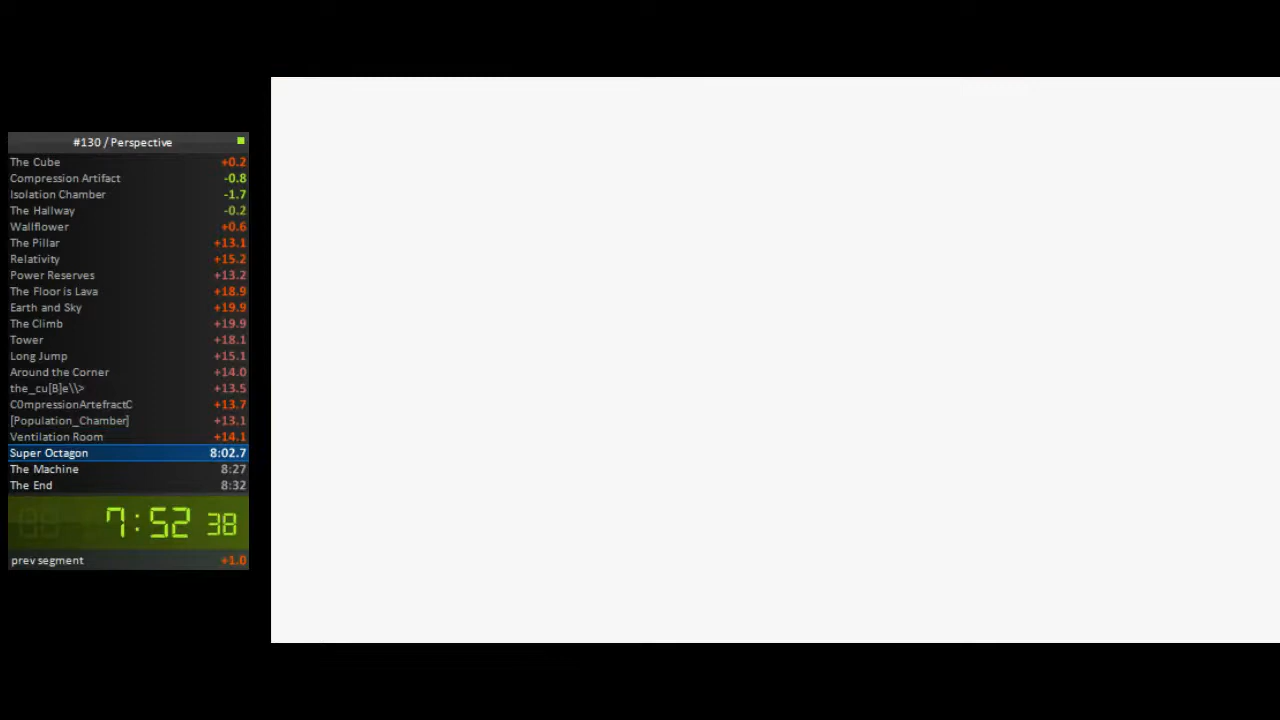 #130 / Perspective
The Cube +0.2
Compression Artifact -0.8
Isolation Chamber -1.7
The Hallway -0.2
Wallflower +0.6
The Pillar +13.1
Relativity +15.2
Power Reserves +13.2
The Floor is Lava +18.9
Earth and Sky +19.9
The Climb +19.9
Tower +18.1
Long Jump +15.1
Around the Corner +14.0
the_cu[B]e\\> +13.5
C0mpressionArtefractC +13.7
[Population_Chamber] +13.1
Ventilation Room +14.1
Super Octagon 8:02.7
The Machine 8:27
The End 8:32
7:52 38
prev segment +1.0